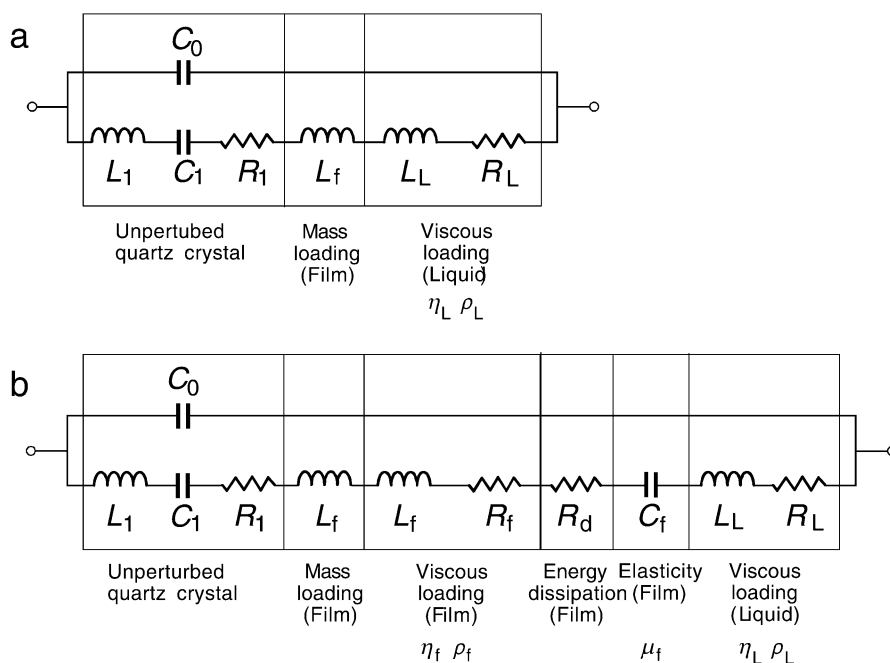 a
C0
L1 C1 R1 Lf LL RL
Unpertubed
quartz crystal
Mass
loading
(Film)
Viscous
loading
(Liquid)
ηL ρL
b
C0
L1 C1 R1 Lf Lf Rf Rd Cf LL RL
Unperturbed
quartz crystal
Mass
loading
(Film)
Viscous
loading
(Film)
ηf ρf
Energy
dissipation
(Film)
Elasticity
(Film)
μf
Viscous
loading
(Liquid)
ηL ρL